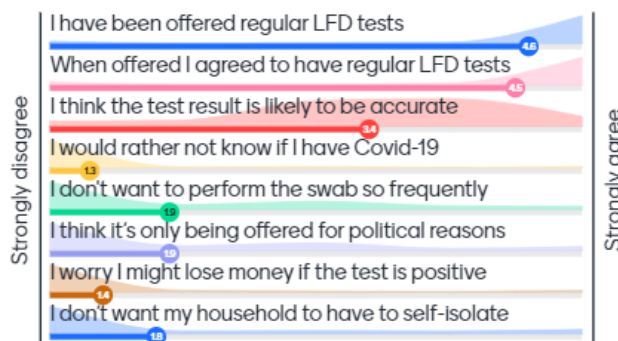 I have been offered regular LFD tests
4.6
When offered I agreed to have regular LFD tests
4.5
I think the test result is likely to be accurate
3.4
I would rather not know if I have Covid-19
1.3
I don't want to perform the swab so frequently
1.9
I think it's only being offered for political reasons
1.9
I worry I might lose money if the test is positive
1.4
I don't want my household to have to self-isolate
1.8
Strongly disagree
Strongly agree